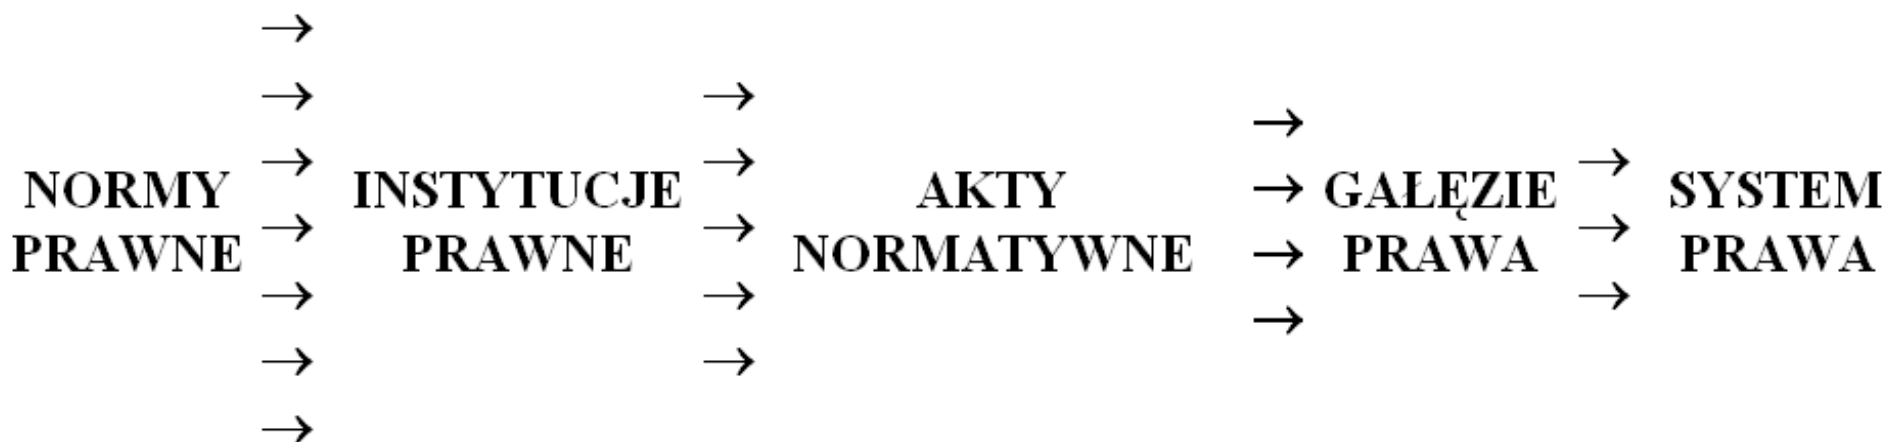 NORMY
PRAWNE
INSTYTUCJE
PRAWNE
AKTY
NORMATYWNE
GAŁĘZIE
PRAWA
SYSTEM
PRAWA